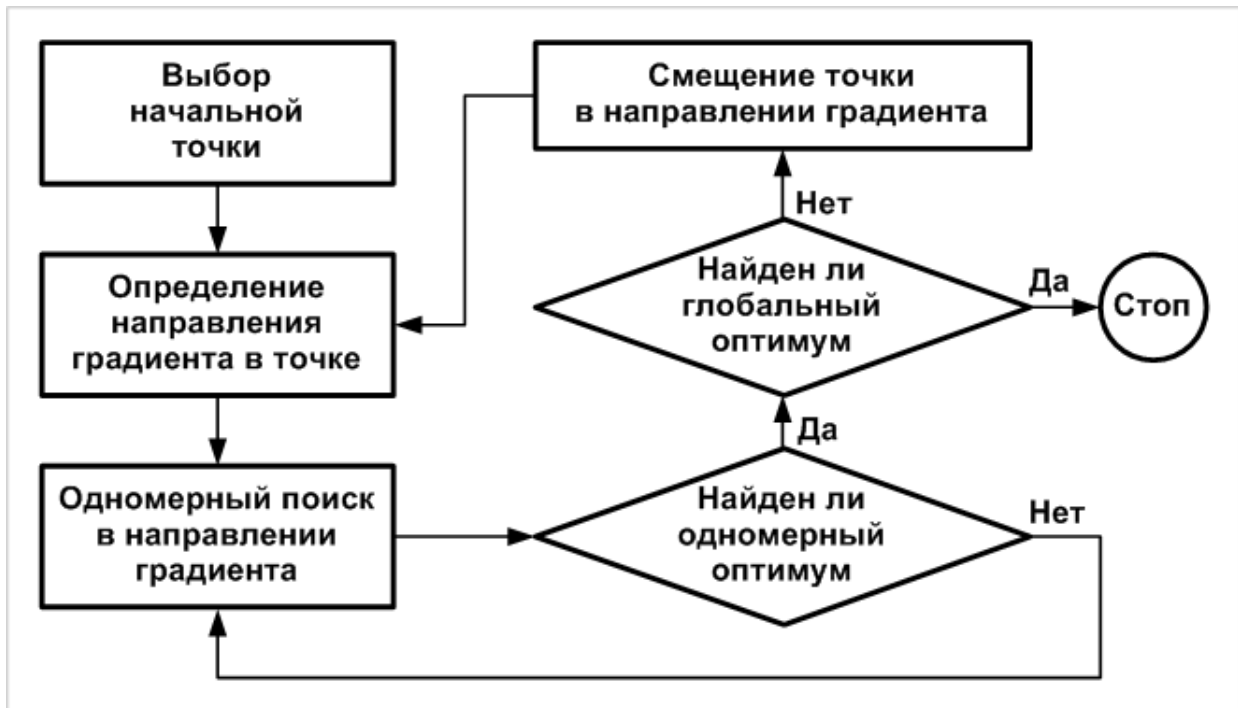 Выбор
начальной
точки
Определение
направления
градиента в точке
Одномерный поиск
в направлении
градиента
Найден ли
одномерный
оптимум
Нет
Да
Найден ли
глобальный
оптимум
Да
Стоп
Нет
Смещение точки
в направлении градиента